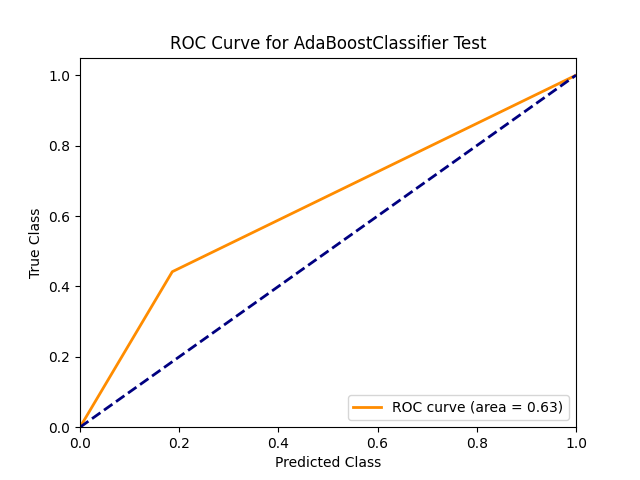 ROC Curve for AdaBoostClassifier Test
1.0
0.8
0.6
0.4
0.2
0.0
True Class
ROC curve (area = 0.63)
0.0 0.2 0.4 0.6 0.8 1.0
Predicted Class